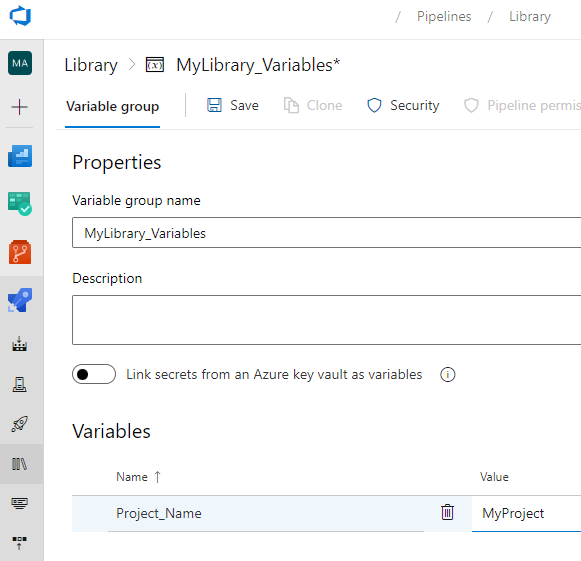 / Pipelines / Library
MA
Library > MyLibrary_Variables*
Variable group Save Clone Security Pipeline permis
Properties
Variable group name
MyLibrary_Variables
Description
Link secrets from an Azure key vault as variables
Variables
Name ↑ Value
Project_Name MyProject